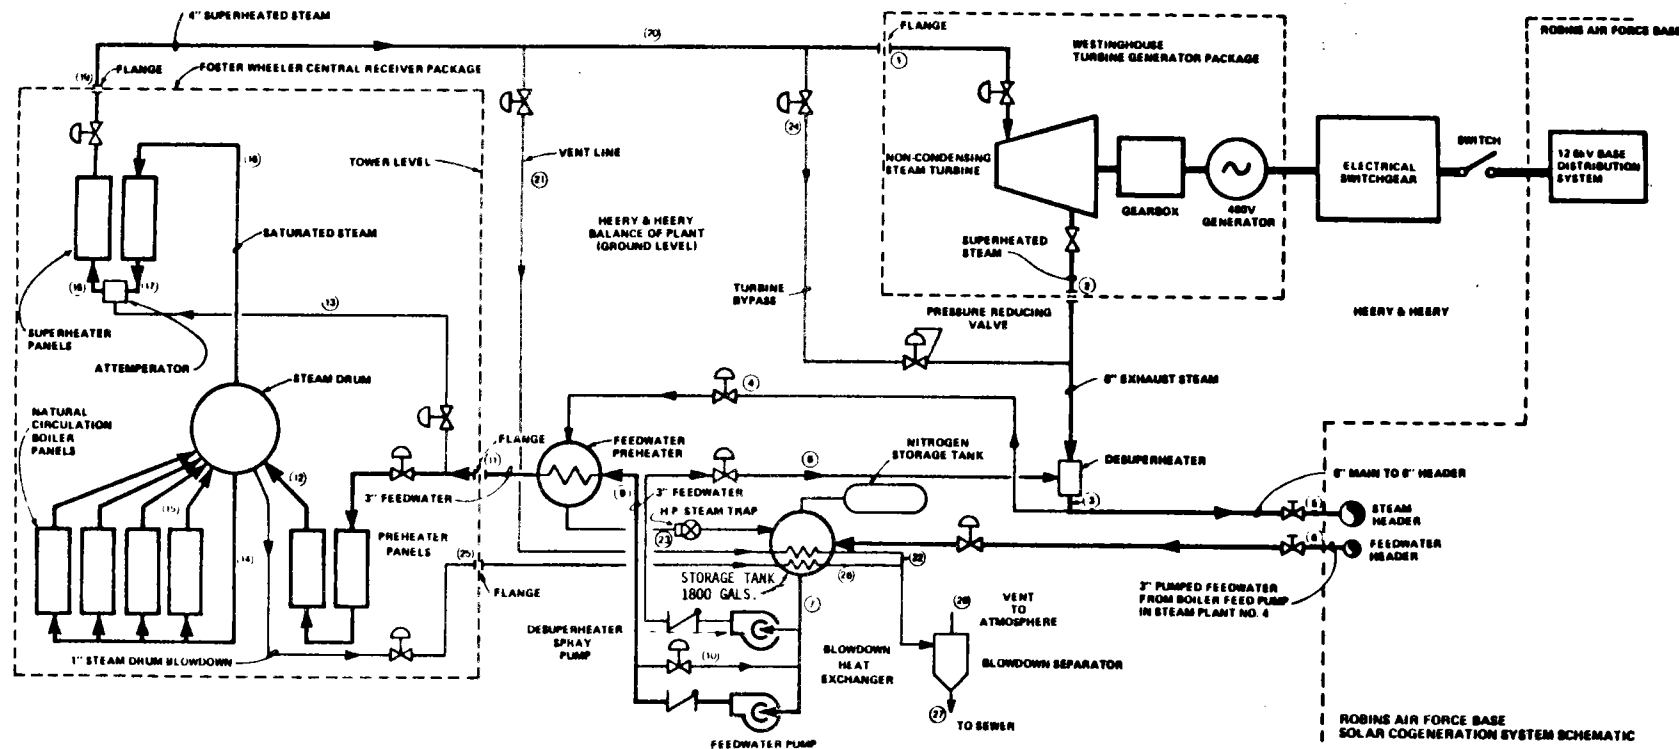 4" SUPERHEATED STEAM
(20)
FLANGE
(1)
WESTINGHOUSE
TURBINE GENERATOR PACKAGE
ROBINS AIR FORCE BASE
(19)
FLANGE
FOSTER WHEELER CENTRAL RECEIVER PACKAGE
TOWER LEVEL
VENT LINE
(21)
(24)
NON-CONDENSING
STEAM TURBINE
GEARBOX
480V
GENERATOR
ELECTRICAL
SWITCHGEAR
SWITCH
12.6kV BASE
DISTRIBUTION
SYSTEM
(18)
SATURATED STEAM
HEERY & HEERY
BALANCE OF PLANT
(GROUND LEVEL)
SUPERHEATED
STEAM
(2)
(16)
(17)
(13)
TURBINE
BYPASS
PRESSURE REDUCING
VALVE
HEERY & HEERY
SUPERHEATER
PANELS
ATTEMPERATOR
STEAM DRUM
(4)
8" EXHAUST STEAM
NATURAL
CIRCULATION
BOILER
PANELS
FLANGE
FEEDWATER
PREHEATER
NITROGEN
STORAGE TANK
DESUPERHEATER
(11)
3" FEEDWATER
(12)
(9)
3" FEEDWATER
(8)
(3)
6" MAIN TO 6" HEADER
(5)
STEAM
HEADER
H.P. STEAM TRAP
(23)
(15)
PREHEATER
PANELS
(14)
(25)
(22)
(6)
FEEDWATER
HEADER
(26)
STORAGE TANK
1800 GALS.
(7)
FLANGE
3" PUMPED FEEDWATER
FROM BOILER FEED PUMP
IN STEAM PLANT NO. 4
VENT
TO
ATMOSPHERE
DESUPERHEATER
SPRAY
PUMP
(10)
BLOWDOWN
HEAT
EXCHANGER
BLOWDOWN SEPARATOR
1" STEAM DRUM BLOWDOWN
(27)
TO SEWER
FEEDWATER PUMP
ROBINS AIR FORCE BASE
SOLAR COGENERATION SYSTEM SCHEMATIC